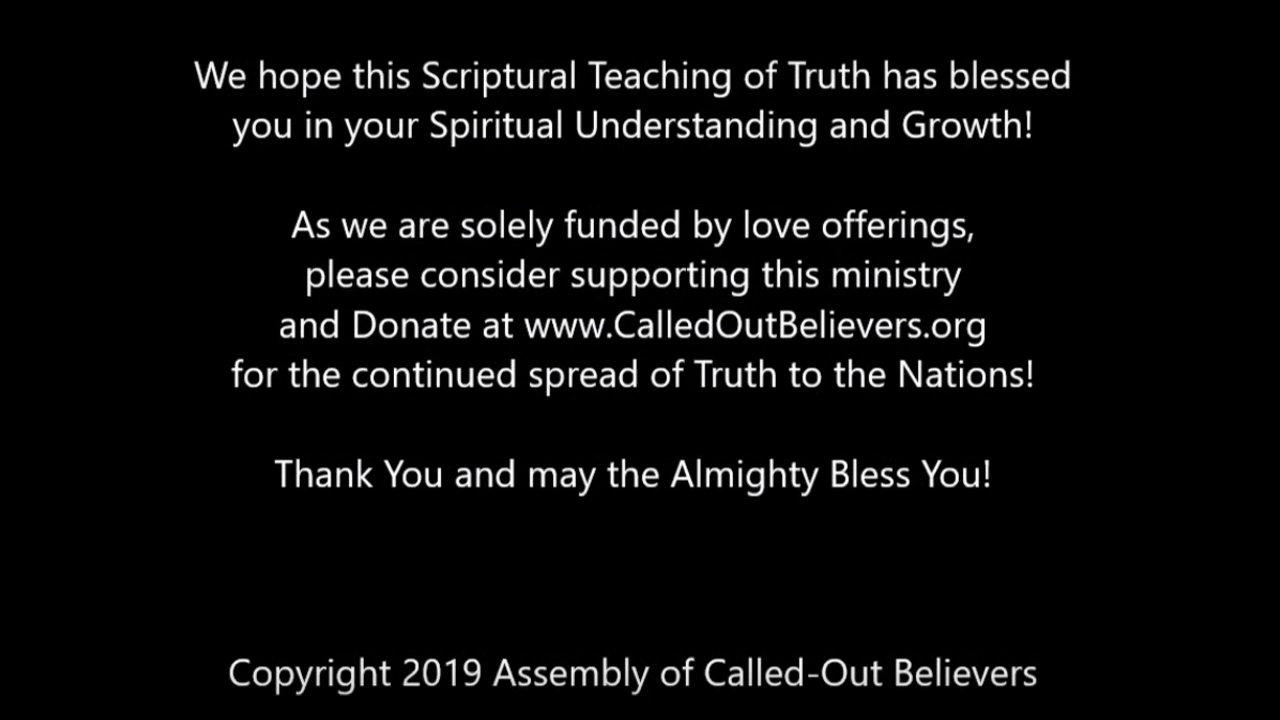 We hope this Scriptural Teaching of Truth has blessed
you in your Spiritual Understanding and Growth!
As we are solely funded by love offerings,
please consider supporting this ministry
and Donate at www.CalledOutBelievers.org
for the continued spread of Truth to the Nations!
Thank You and may the Almighty Bless You!
Copyright 2019 Assembly of Called-Out Believers